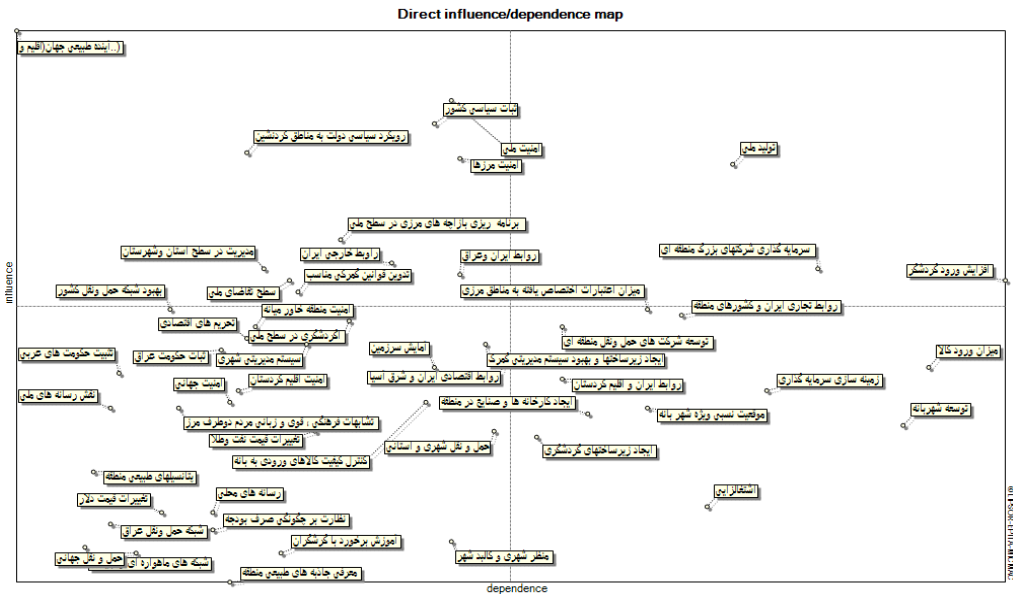 Direct influence/dependence map
آینده طبیعی جهان(اقلیم و...)
ثبات سیاسی کشور
رویکرد سیاسی دولت به مناطق کردنشین
امنیت ملی
تولید ملی
امنیت مرزها
برنامه ریزی بازاچه های مرزی در سطح ملی
مدیریت در سطح استان وشهرستان
راوبط خارجی ایران
روابط ایران وعراق
سرمایه گذاری شرکتهای بزرگ منطقه ای
افزایش ورود گردشگر
تدوین قوانین گمرکی مناسب
بهبود شبکه حمل ونقل کشور
سطح تقاضای ملی
میزان اعتبارات اختصاص یافته به مناطق مرزی
influence
امنیت منطقه خاور میانه
روابط تجاری ایران و کشورهای منطقه
تحریم های اقتصادی
گردشگری در سطح ملی
توسعه شرکت های حمل ونقل منطقه ای
تثبیت حکومت های عربی
ثبات حکومت عراق
سیستم مدیریتی شهری
آمایش سرزمین
ایجاد زیرساختها و بهبود سیستم مدیریتی گمرک
میزان ورود کالا
امنیت جهانی
امنیت اقلیم کردستان
روابط اقتصادی ایران و شرق آسیا
روابط ایران و اقلیم کردستان
زمینه سازی سرمایه گذاری
نقش رسانه های ملی
ایجاد کارخانه ها و صنایع در منطقه
موقعیت نسبی ویژه شهر بانه
توسعه شهربانه
تشابهات فرهنگی ، قوی و زبانی مردم دوطرف مرز
تغییرات قیمت نفت وطلا
حمل و نقل شهری و استانی
ایجاد زیرساختهای گردشگری
کنترل کیفیت کالاهای ورودی به بانه
پتانسیلهای طبیعی منطقه
تغییرات قیمت دلار
رسانه های محلی
اشتغالزایی
شبکه حمل ونقل عراق
نظارت بر چگونگی صرف بودجه
آموزش برخورد با گرشگران
حمل و نقل جهانی
شبکه های ماهواره ای
منظر شهری و کالبد شهر
معرفی جاذبه های طبیعی منطقه
dependence